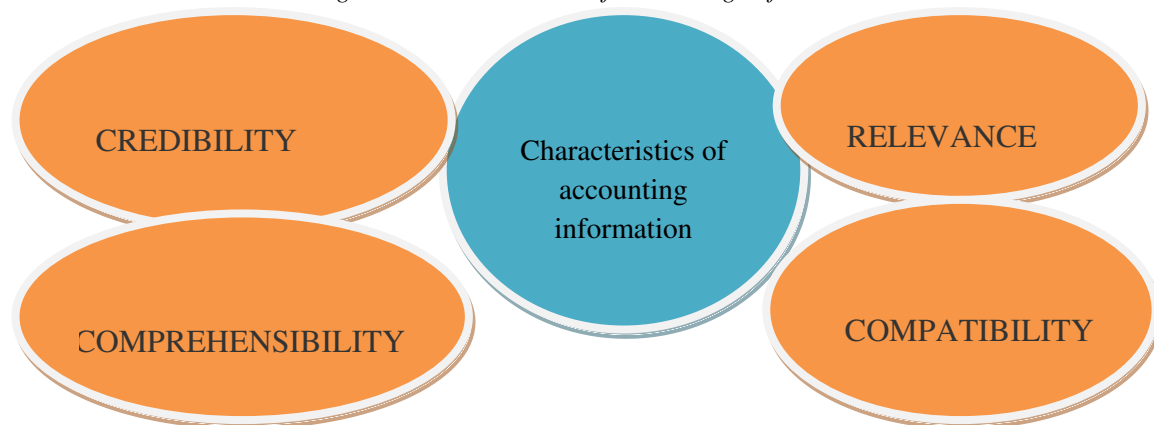 CREDIBILITY
Characteristics of
accounting
information
RELEVANCE
COMPREHENSIBILITY
COMPATIBILITY